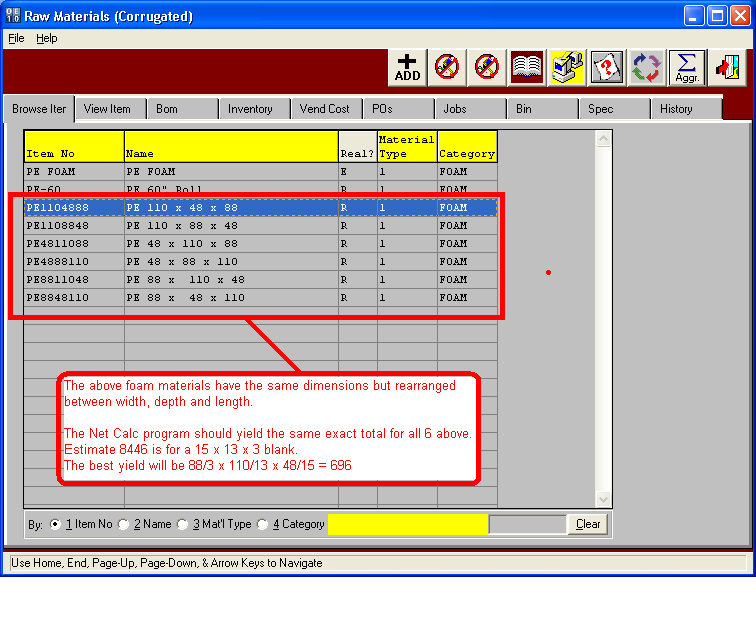 Raw Materials (Corrugated)
File Help
ADD
Aggr.
Browse Iter View Item Bom Inventory Vend Cost POs Jobs Bin Spec History
Item No Name Real? Material Type Category
PE FOAM PE FOAM E 1 FOAM
PE-60 PE 60" Roll R 1 FOAM
PE1104888 PE 110 x 48 x 88 R 1 FOAM
PE1108848 PE 110 x 88 x 48 R 1 FOAM
PE4811088 PE 48 x 110 x 88 R 1 FOAM
PE4888110 PE 48 x 88 x 110 R 1 FOAM
PE8811048 PE 88 x  110 x 48 R 1 FOAM
PE8848110 PE 88 x  48 x 110 R 1 FOAM
The above foam materials have the same dimensions but rearranged
between width, depth and length.
The Net Calc program should yield the same exact total for all 6 above.
Estimate 8446 is for a 15 x 13 x 3 blank.
The best yield will be 88/3 x 110/13 x 48/15 = 696
By: 1 Item No 2 Name 3 Mat'l Type 4 Category Clear
Use Home, End, Page-Up, Page-Down, & Arrow Keys to Navigate